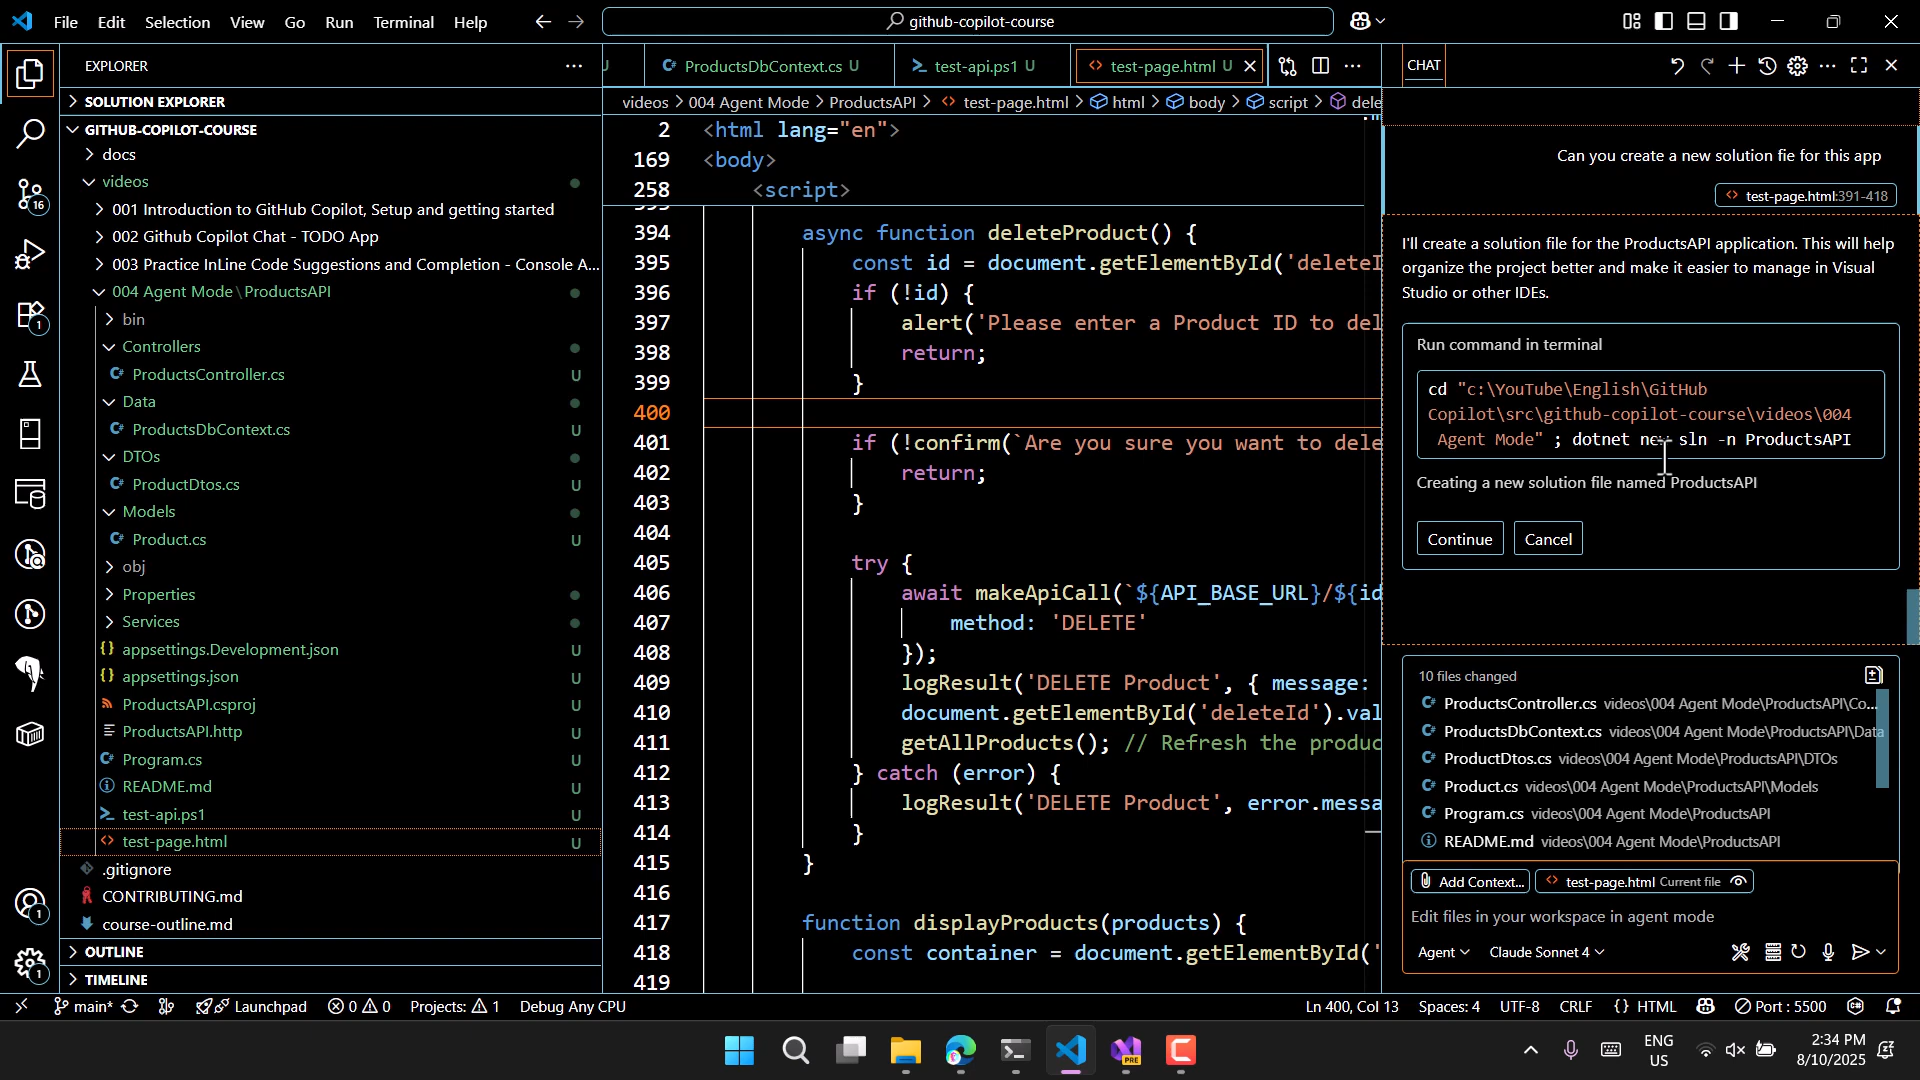 File Edit Selection View Go Run Terminal Help
github-copilot-course
EXPLORER
SOLUTION EXPLORER
GITHUB-COPILOT-COURSE
docs
videos
001 Introduction to GitHub Copilot, Setup and getting started
002 Github Copilot Chat - TODO App
003 Practice InLine Code Suggestions and Completion - Console A...
004 Agent Mode\ProductsAPI
bin
Controllers
ProductsController.cs U
Data
ProductsDbContext.cs U
DTOs
ProductDtos.cs U
Models
Product.cs U
obj
Properties
Services
appsettings.Development.json U
appsettings.json U
ProductsAPI.csproj U
ProductsAPI.http U
Program.cs U
README.md U
test-api.ps1 U
test-page.html U
.gitignore
CONTRIBUTING.md
course-outline.md
OUTLINE
TIMELINE
16
1
1
1
U ProductsDbContext.cs U test-api.ps1 U test-page.html U
videos > 004 Agent Mode > ProductsAPI > test-page.html > html > body > script > dele
2 <html lang="en">
169 <body>
258 <script>
394 async function deleteProduct() {
395 const id = document.getElementById('deleteI
396 if (!id) {
397 alert('Please enter a Product ID to del
398 return;
399 }
400
401 if (!confirm(`Are you sure you want to dele
402 return;
403 }
404
405 try {
406 await makeApiCall(`${API_BASE_URL}/${id
407 method: 'DELETE'
408 });
409 logResult('DELETE Product', { message:
410 document.getElementById('deleteId').val
411 getAllProducts(); // Refresh the produc
412 } catch (error) {
413 logResult('DELETE Product', error.messa
414 }
415 }
416
417 function displayProducts(products) {
418 const container = document.getElementById('
419
CHAT
Can you create a new solution fie for this app
test-page.html:391-418
I'll create a solution file for the ProductsAPI application. This will help
organize the project better and make it easier to manage in Visual
Studio or other IDEs.
Run command in terminal
cd "c:\YouTube\English\GitHub
Copilot\src\github-copilot-course\videos\004
Agent Mode" ; dotnet new sln -n ProductsAPI
Creating a new solution file named ProductsAPI
Continue Cancel
10 files changed
ProductsController.cs videos\004 Agent Mode\ProductsAPI\Co...
ProductsDbContext.cs videos\004 Agent Mode\ProductsAPI\Data
ProductDtos.cs videos\004 Agent Mode\ProductsAPI\DTOs
Product.cs videos\004 Agent Mode\ProductsAPI\Models
Program.cs videos\004 Agent Mode\ProductsAPI
README.md videos\004 Agent Mode\ProductsAPI
Add Context... test-page.html Current file
Edit files in your workspace in agent mode
Agent Claude Sonnet 4
main* Launchpad 0 0 Projects: 1 Debug Any CPU
Ln 400, Col 13 Spaces: 4 UTF-8 CRLF {} HTML Port : 5500
PRE
ENG
US
2:34 PM
8/10/2025